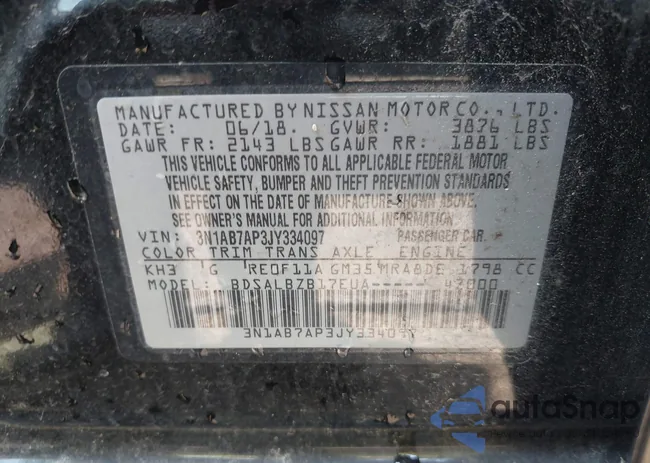 MANUFACTURED BY NISSAN MOTOR CO., LTD.
DATE: 06/18 GVWR: 3876 LBS
GAWR FR: 2143 LBS GAWR RR: 1881 LBS
THIS VEHICLE CONFORMS TO ALL APPLICABLE FEDERAL MOTOR
VEHICLE SAFETY, BUMPER AND THEFT PREVENTION STANDARDS
IN EFFECT ON THE DATE OF MANUFACTURE SHOWN ABOVE.
SEE OWNER'S MANUAL FOR ADDITIONAL INFORMATION.
VIN: 3N1AB7AP3JY334097 PASSENGER CAR
COLOR TRIM TRANS AXLE ENGINE
KH3 G RE0F11A GM35 MRA8DE 1798 CC
MODEL: BDSALBZB17EUA----- 42000
3N1AB7AP3JY334097
autoSnap